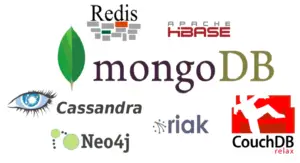 Redis
APACHE
HBASE
mongoDB
Cassandra
riak
Neo4j
CouchDB
relax